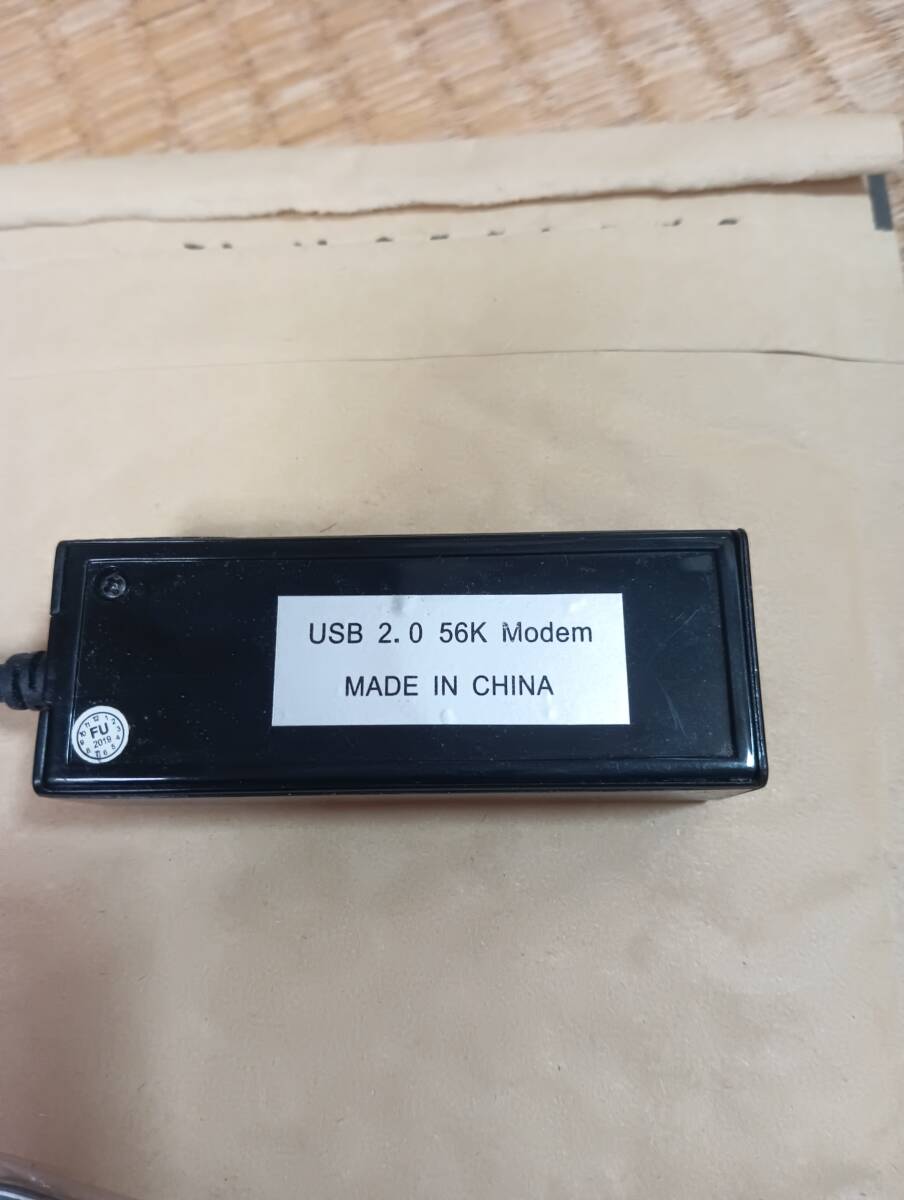 USB 2.0 56K Modem
MADE IN CHINA
FU
2019